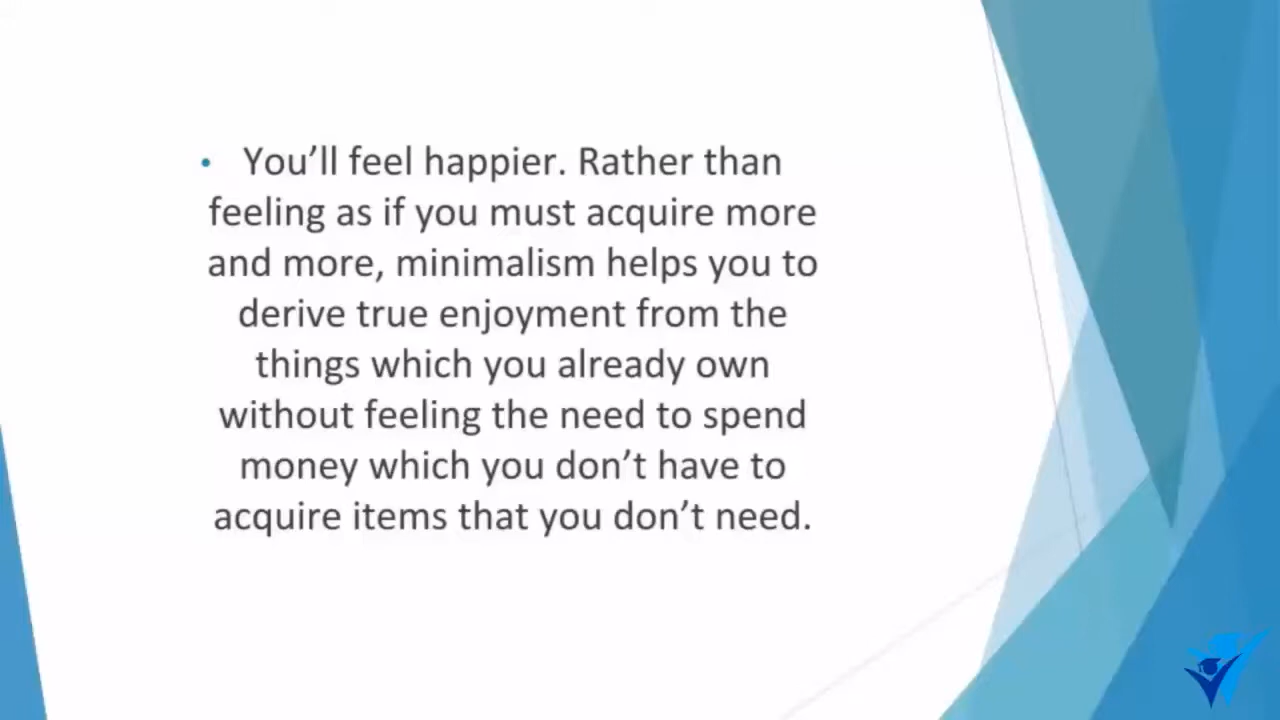 • You’ll feel happier. Rather than
feeling as if you must acquire more
and more, minimalism helps you to
derive true enjoyment from the
things which you already own
without feeling the need to spend
money which you don’t have to
acquire items that you don’t need.